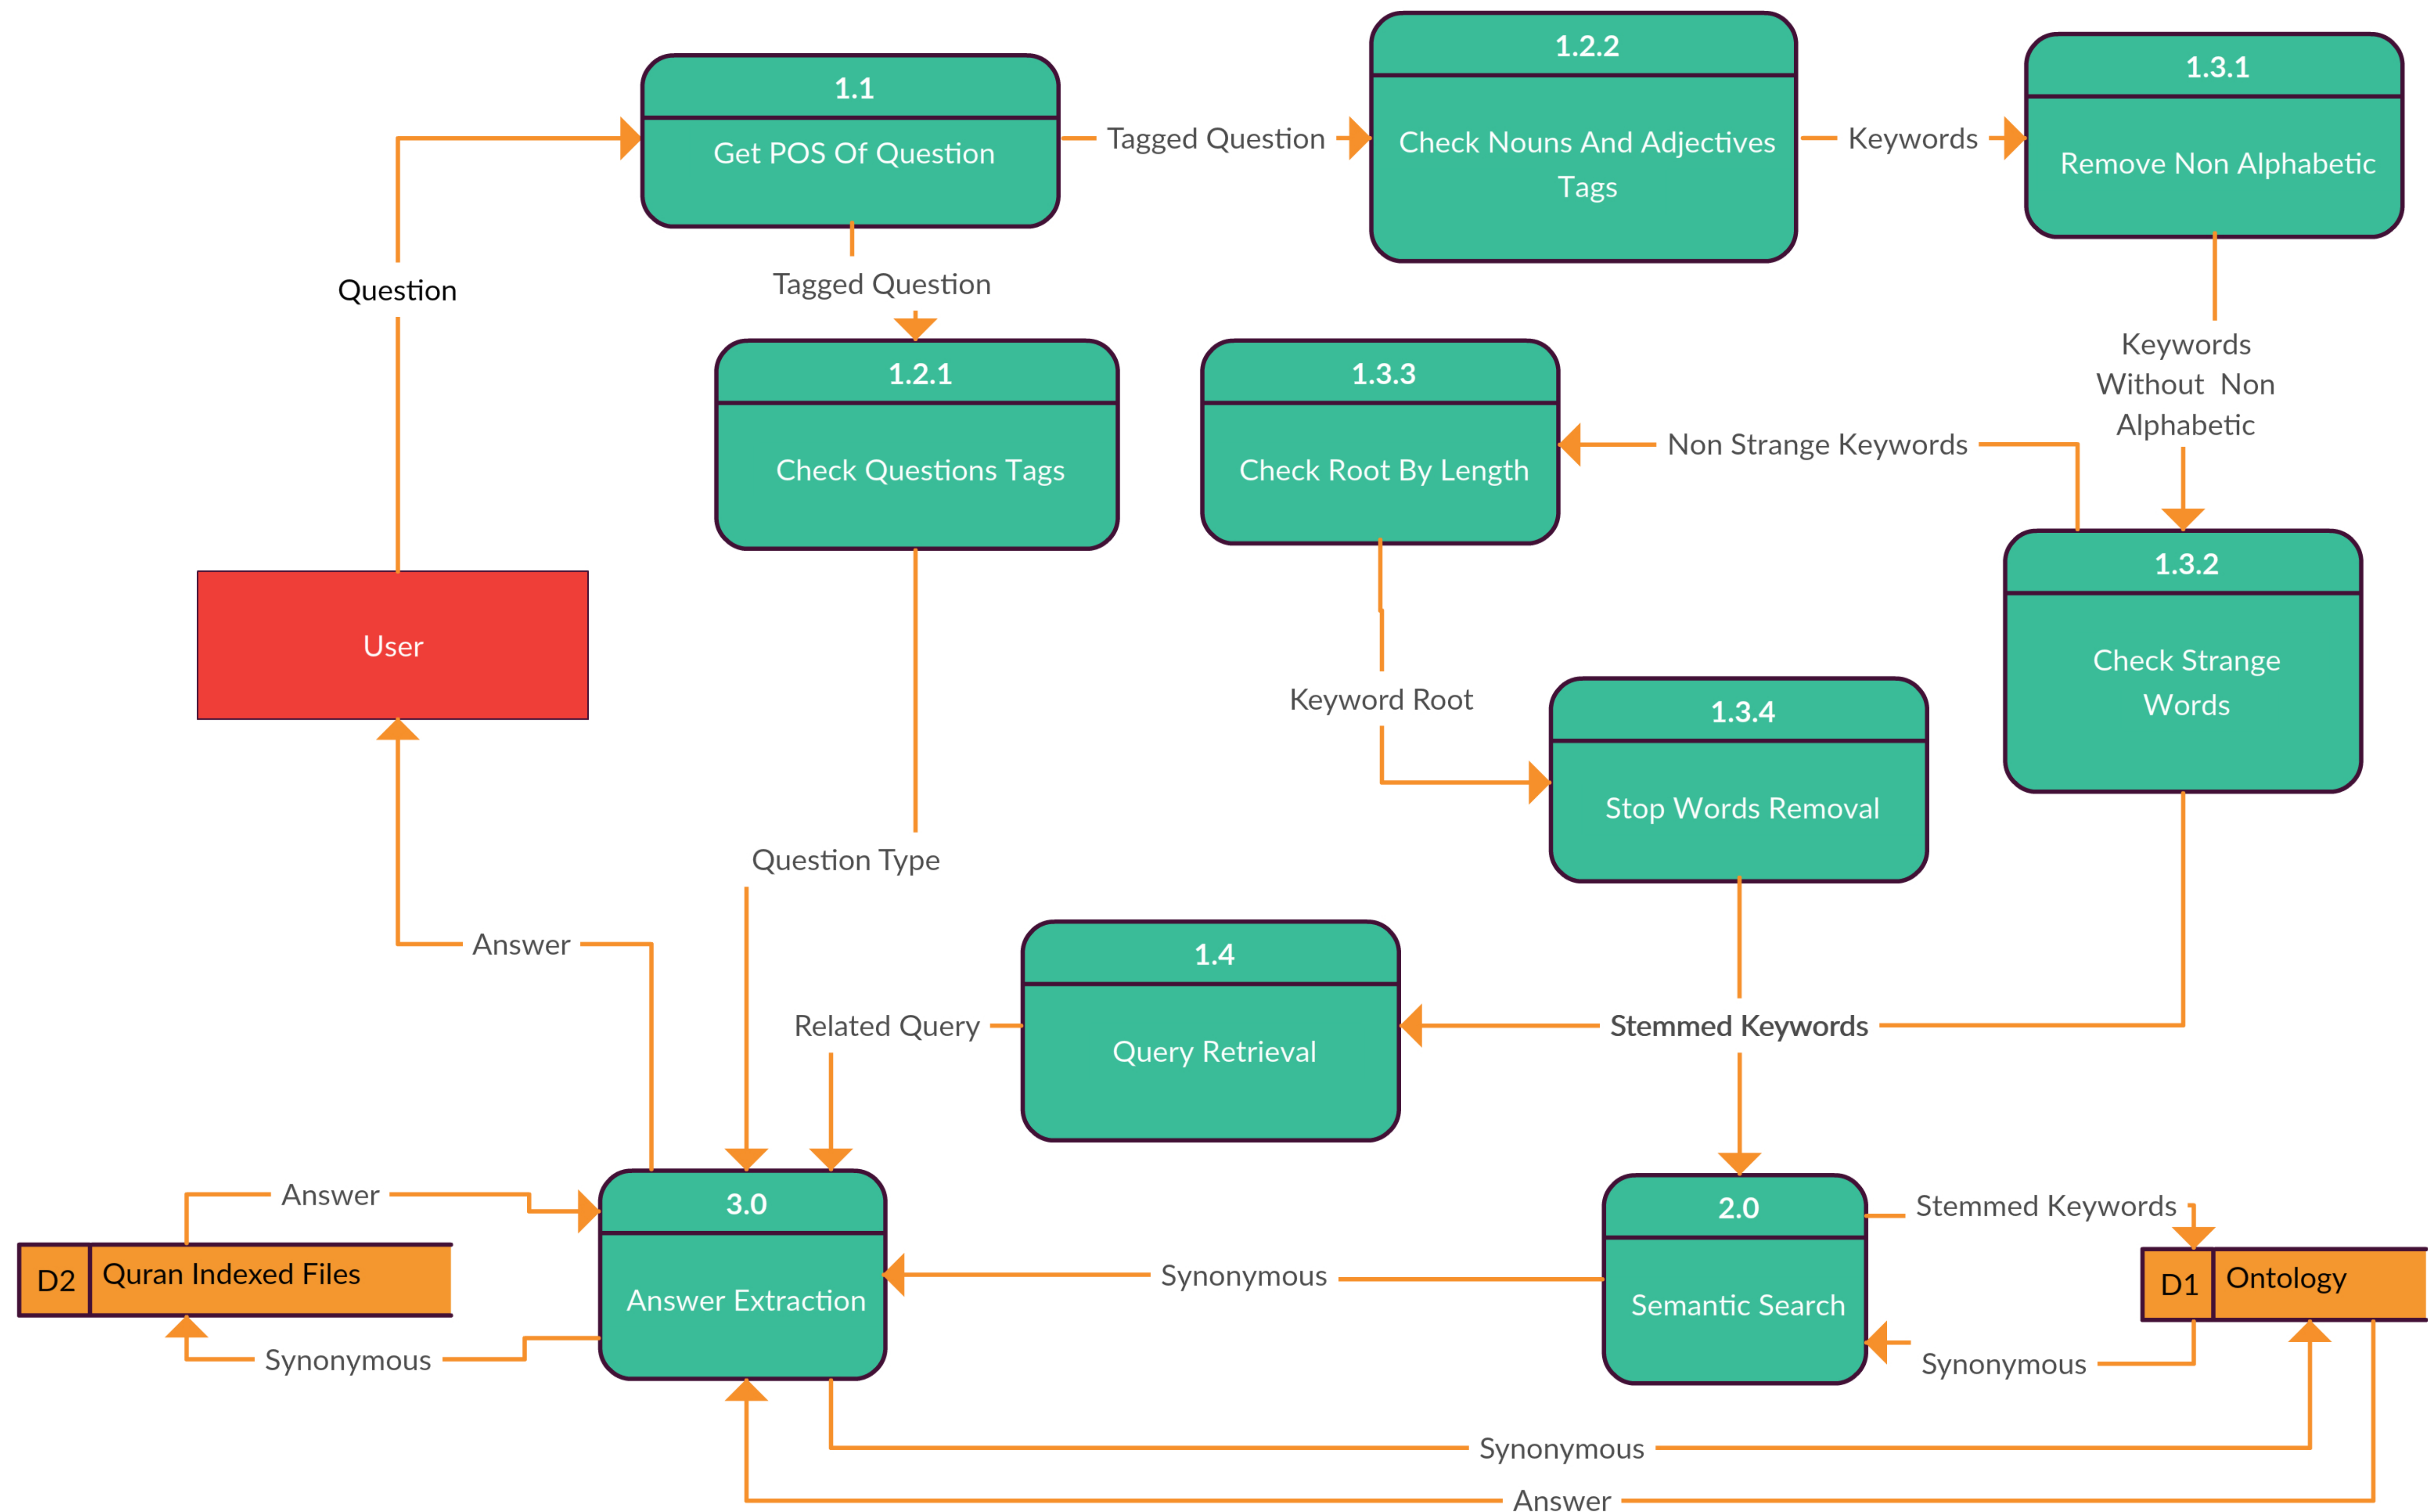 1.2.2
Check Nouns And Adjectives
Tags
1.1
Get POS Of Question
1.3.1
Remove Non Alphabetic
Tagged Question
Keywords
Question
Tagged Question
Keywords
Without  Non
Alphabetic
1.2.1
Check Questions Tags
1.3.3
Check Root By Length
Non Strange Keywords
1.3.2
Check Strange
Words
User
Keyword Root
1.3.4
Stop Words Removal
Question Type
Answer
1.4
Query Retrieval
Related Query
Stemmed Keywords
Answer
3.0
Answer Extraction
2.0
Semantic Search
Stemmed Keywords
D2
Quran Indexed Files
Synonymous
D1
Ontology
Synonymous
Synonymous
Synonymous
Answer